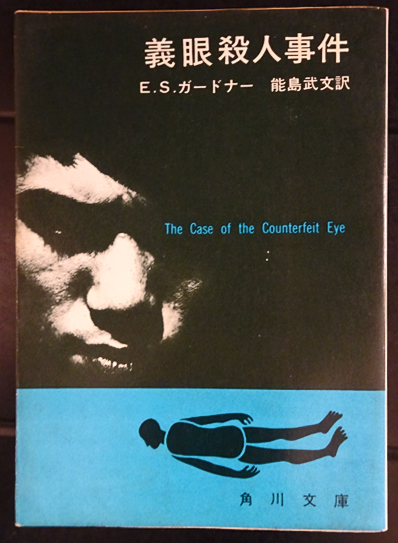 義眼殺人事件
E.S.ガードナー 能島武文訳
The Case of the Counterfeit Eye
角川文庫